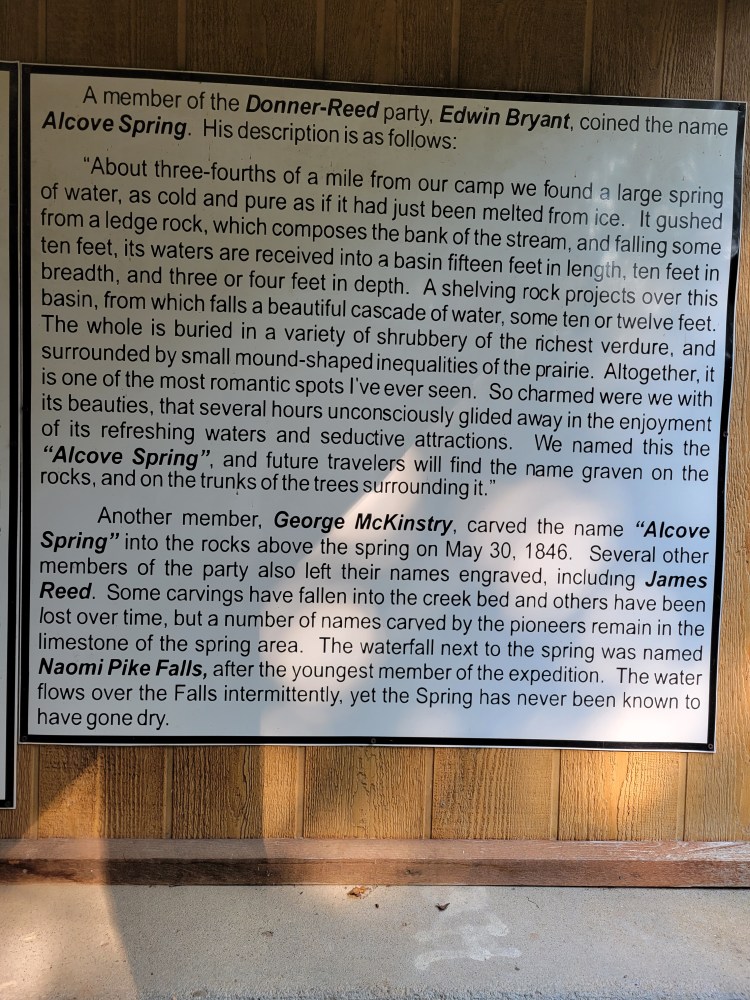 A member of the Donner-Reed party, Edwin Bryant, coined the name
Alcove Spring. His description is as follows:
“About three-fourths of a mile from our camp we found a large spring
of water, as cold and pure as if it had just been melted from ice. It gushed
from a ledge rock, which composes the bank of the stream, and falling some
ten feet, its waters are received into a basin fifteen feet in length, ten feet in
breadth, and three or four feet in depth. A shelving rock projects over this
basin, from which falls a beautiful cascade of water, some ten or twelve feet.
The whole is buried in a variety of shrubbery of the richest verdure, and
surrounded by small mound-shaped inequalities of the prairie. Altogether, it
is one of the most romantic spots I've ever seen. So charmed were we with
its beauties, that several hours unconsciously glided away in the enjoyment
of its refreshing waters and seductive attractions. We named this the
“Alcove Spring”, and future travelers will find the name graven on the
rocks, and on the trunks of the trees surrounding it.”
Another member, George McKinstry, carved the name “Alcove
Spring” into the rocks above the spring on May 30, 1846. Several other
members of the party also left their names engraved, including James
Reed. Some carvings have fallen into the creek bed and others have been
lost over time, but a number of names carved by the pioneers remain in the
limestone of the spring area. The waterfall next to the spring was named
Naomi Pike Falls, after the youngest member of the expedition. The water
flows over the Falls intermittently, yet the Spring has never been known to
have gone dry.